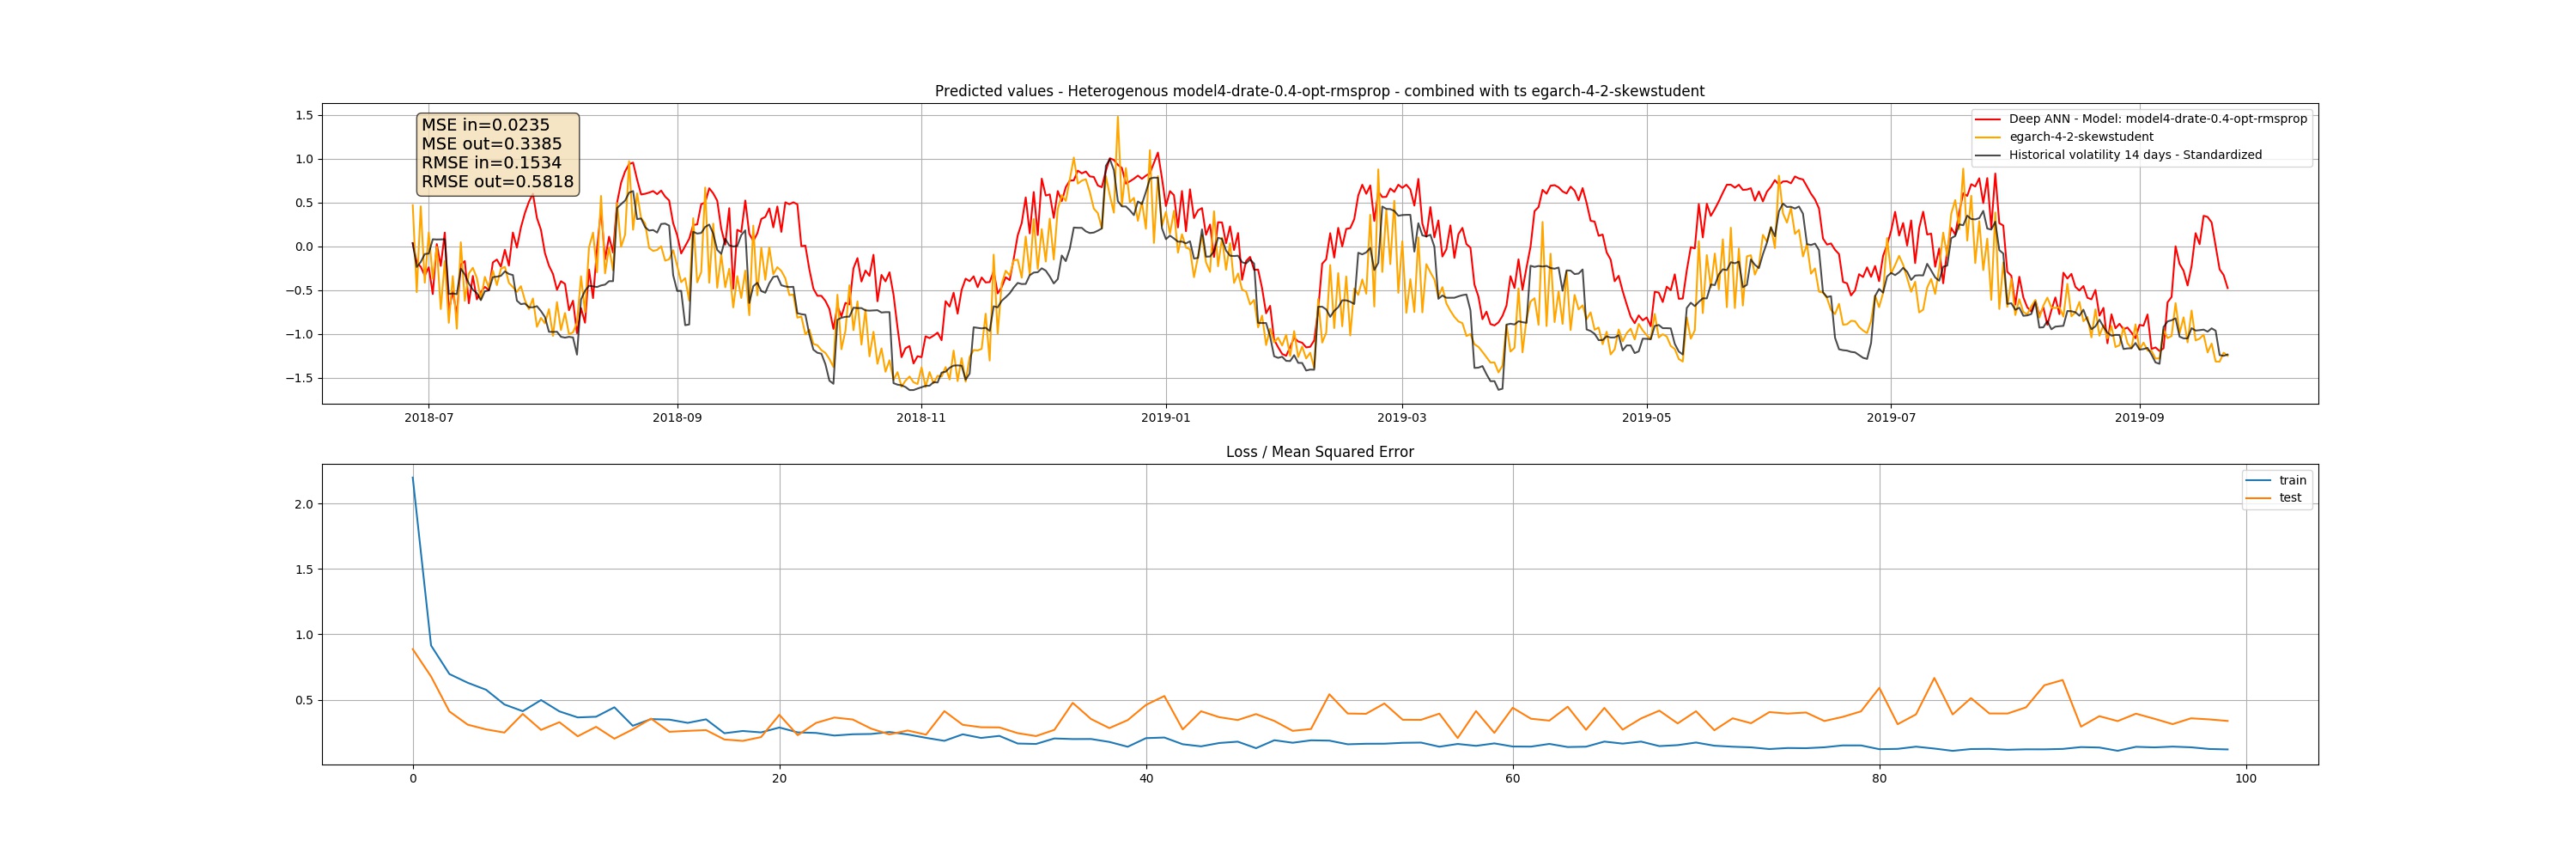 Predicted values - Heterogenous model4-drate-0.4-opt-rmsprop - combined with ts egarch-4-2-skewstudent
MSE in=0.0235
MSE out=0.3385
RMSE in=0.1534
RMSE out=0.5818
Deep ANN - Model: model4-drate-0.4-opt-rmsprop
egarch-4-2-skewstudent
Historical volatility 14 days - Standardized
1.5
1.0
0.5
0.0
−0.5
−1.0
−1.5
2018-07 2018-09 2018-11 2019-01 2019-03 2019-05 2019-07 2019-09
Loss / Mean Squared Error
train
test
2.0
1.5
1.0
0.5
0 20 40 60 80 100